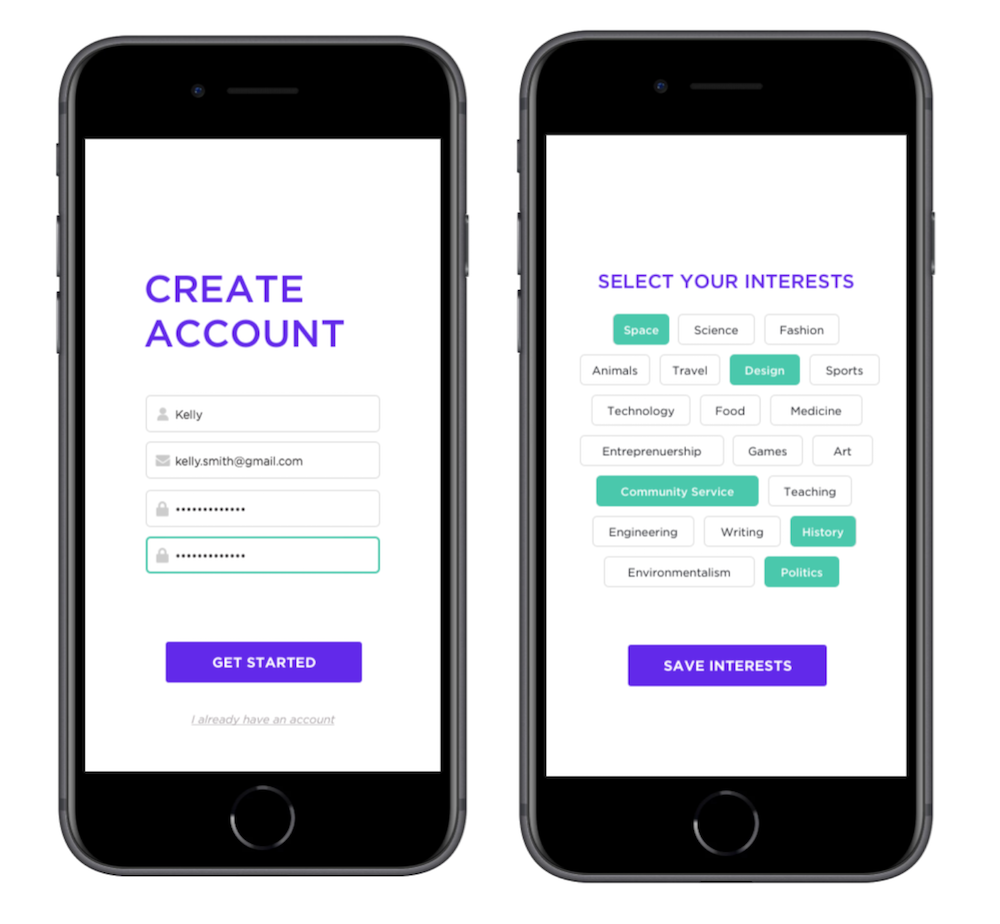 CREATE
ACCOUNT
Kelly
kelly.smith@gmail.com
•••••••••••••
•••••••••••••
GET STARTED
I already have an account
SELECT YOUR INTERESTS
Space Science Fashion
Animals Travel Design Sports
Technology Food Medicine
Entreprenuership Games Art
Community Service Teaching
Engineering Writing History
Environmentalism Politics
SAVE INTERESTS